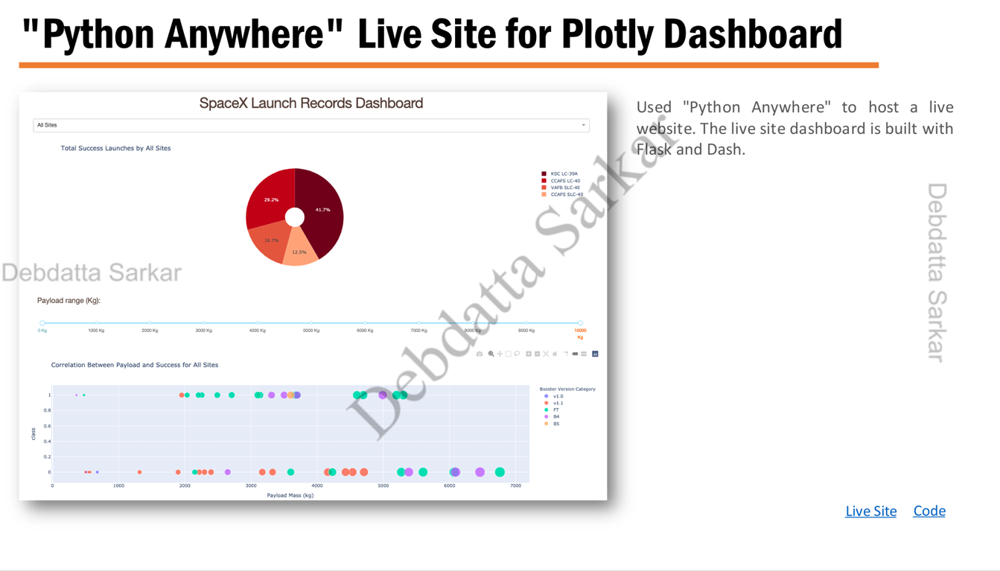 "Python Anywhere" Live Site for Plotly Dashboard
SpaceX Launch Records Dashboard
All Sites
Total Success Launches by All Sites
KSC LC-39A
CCAFS LC-40
VAFB SLC-4E
CCAFS SLC-40
29.2%
41.7%
16.7%
12.5%
Payload range (Kg):
0 Kg
1000 Kg
2000 Kg
3000 Kg
4000 Kg
5000 Kg
6000 Kg
7000 Kg
8000 Kg
9000 Kg
10000
Kg
Correlation Between Payload and Success for All Sites
Booster Version Category
v1.0
v1.1
FT
B4
B5
class
1
0.8
0.6
0.4
0.2
0
0
1000
2000
3000
4000
5000
6000
7000
Payload Mass (kg)
Used "Python Anywhere" to host a live
website. The live site dashboard is built with
Flask and Dash.
Live Site
Code
Debdatta Sarkar
Debdatta Sarkar
Debdatta Sarkar